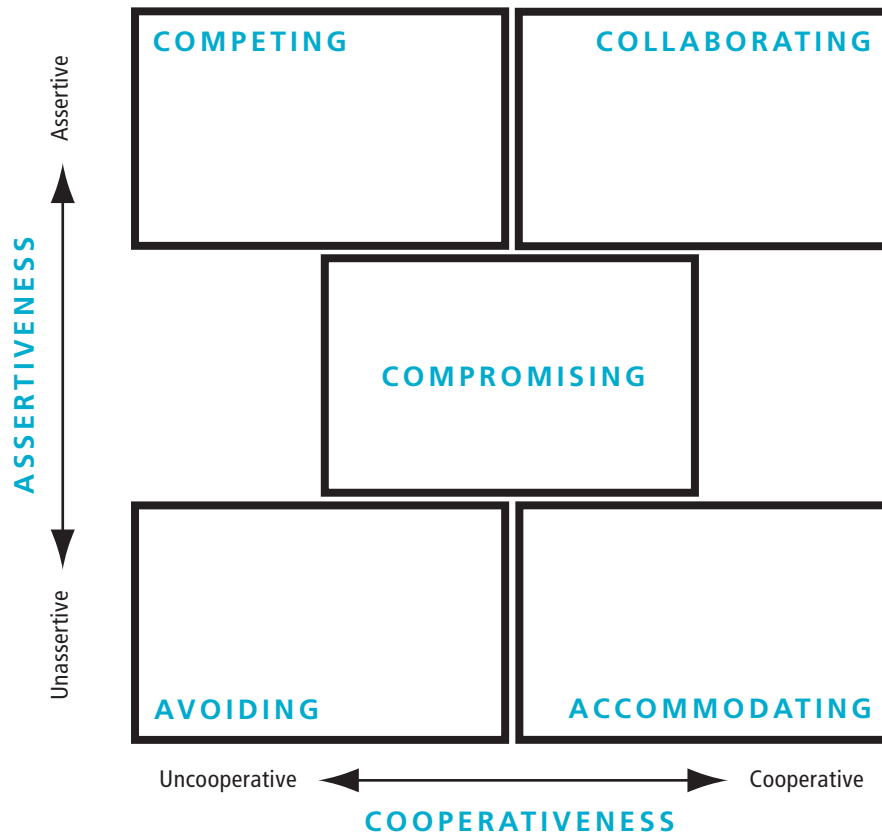 COMPETING
COLLABORATING
Assertive
ASSERTIVENESS
COMPROMISING
Unassertive
AVOIDING
ACCOMMODATING
Uncooperative
Cooperative
COOPERATIVENESS